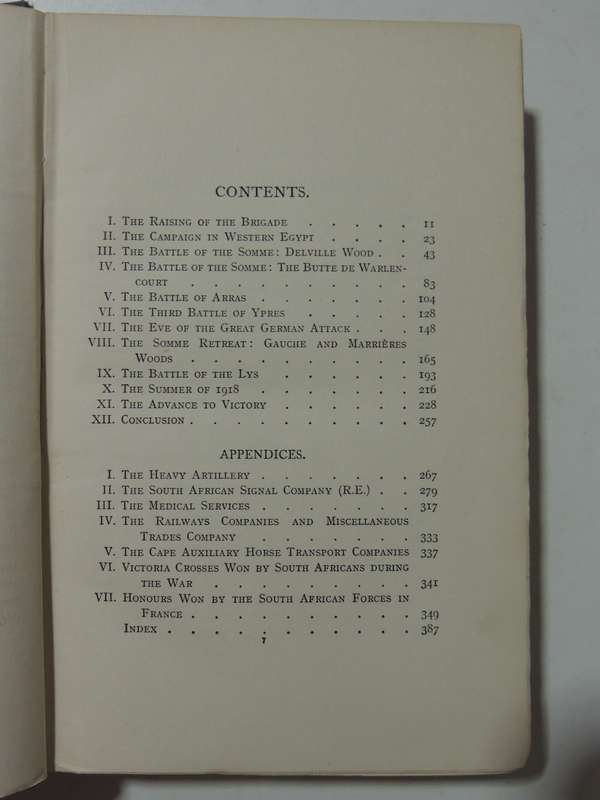 CONTENTS.
I. The Raising of the Brigade . . . . . 11
II. The Campaign in Western Egypt . . . . 23
III. The Battle of the Somme: Delville Wood . . 43
IV. The Battle of the Somme: The Butte de Warlen-
court . . . . . . . . . . 83
V. The Battle of Arras . . . . . . . 104
VI. The Third Battle of Ypres . . . . . 128
VII. The Eve of the Great German Attack . . . 148
VIII. The Somme Retreat: Gauche and Marrières
Woods . . . . . . . . . . 165
IX. The Battle of the Lys . . . . . . 193
X. The Summer of 1918 . . . . . . . 216
XI. The Advance to Victory . . . . . . 228
XII. Conclusion . . . . . . . . . . 257
APPENDICES.
I. The Heavy Artillery . . . . . . . 267
II. The South African Signal Company (R.E.) . . 279
III. The Medical Services . . . . . . . 317
IV. The Railways Companies and Miscellaneous
Trades Company . . . . . . . 333
V. The Cape Auxiliary Horse Transport Companies 337
VI. Victoria Crosses Won by South Africans during
the War . . . . . . . . . 341
VII. Honours Won by the South African Forces in
France . . . . . . . . . . 349
Index . . . . . . . . . . . 387
7